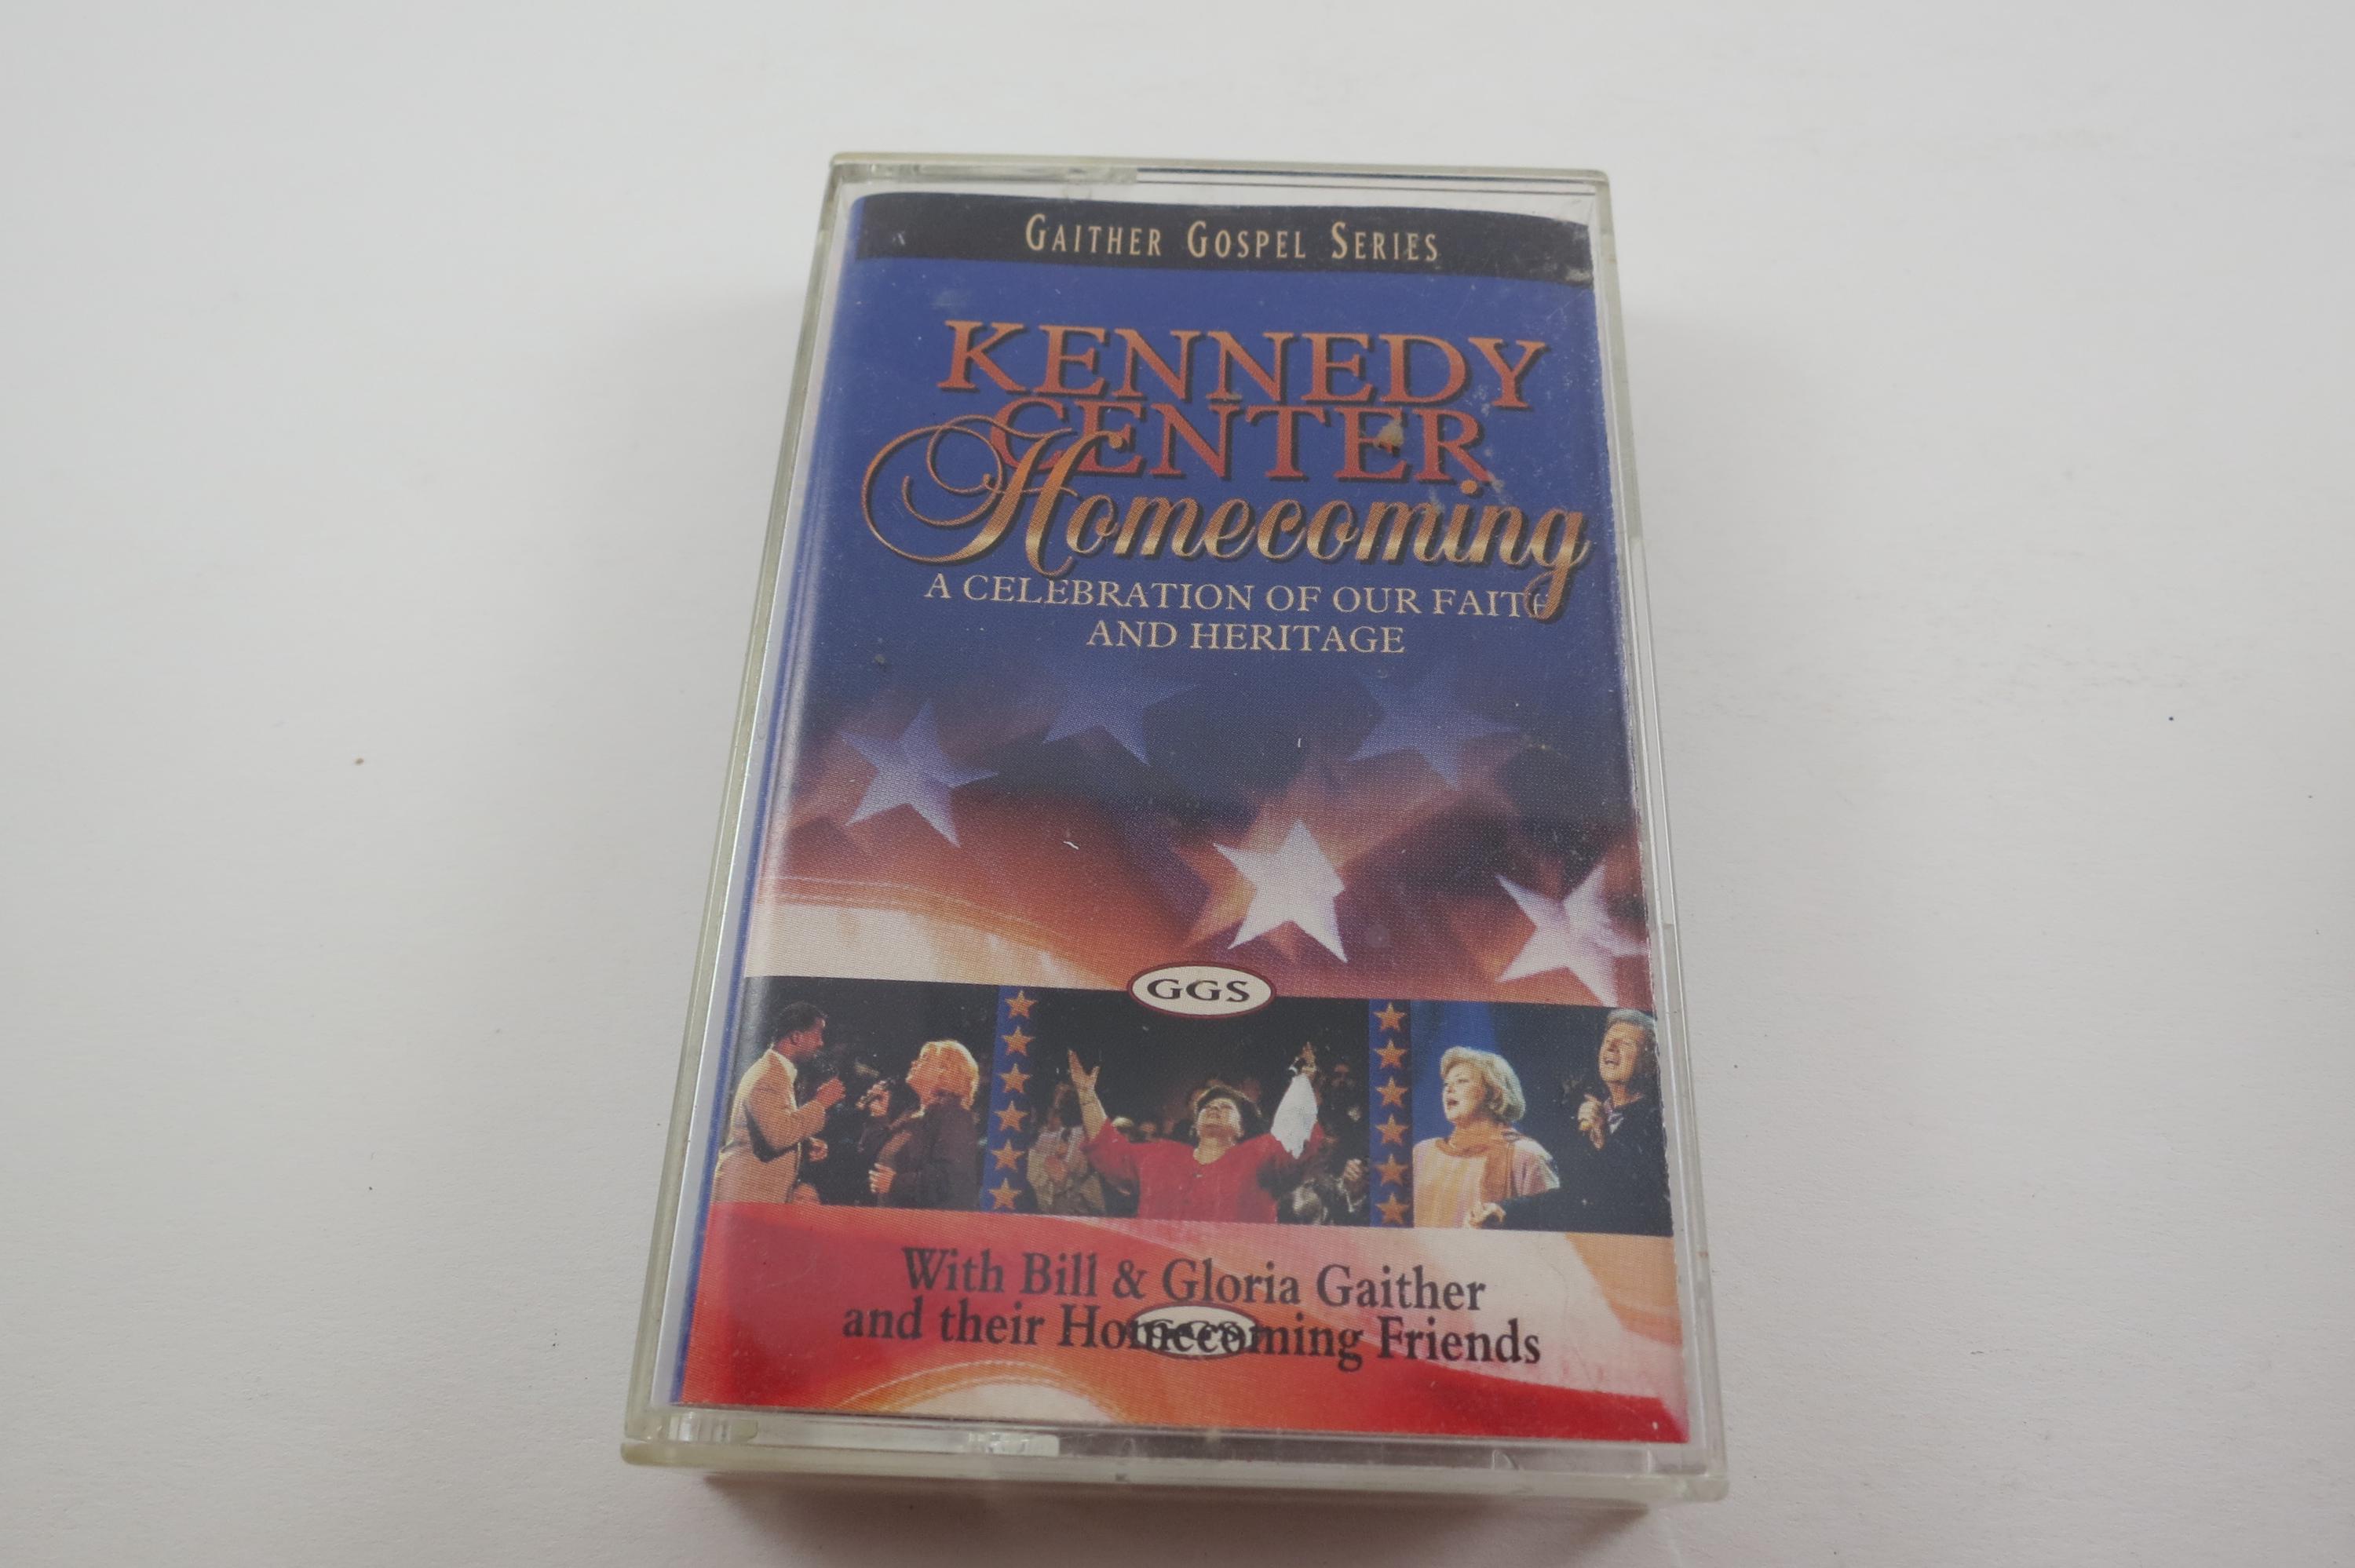 GAITHER GOSPEL SERIES
KENNEDY
CENTER
Homecoming
A CELEBRATION OF OUR FAITH
AND HERITAGE
GGS
With Bill & Gloria Gaither
and their Homecoming Friends
GGS